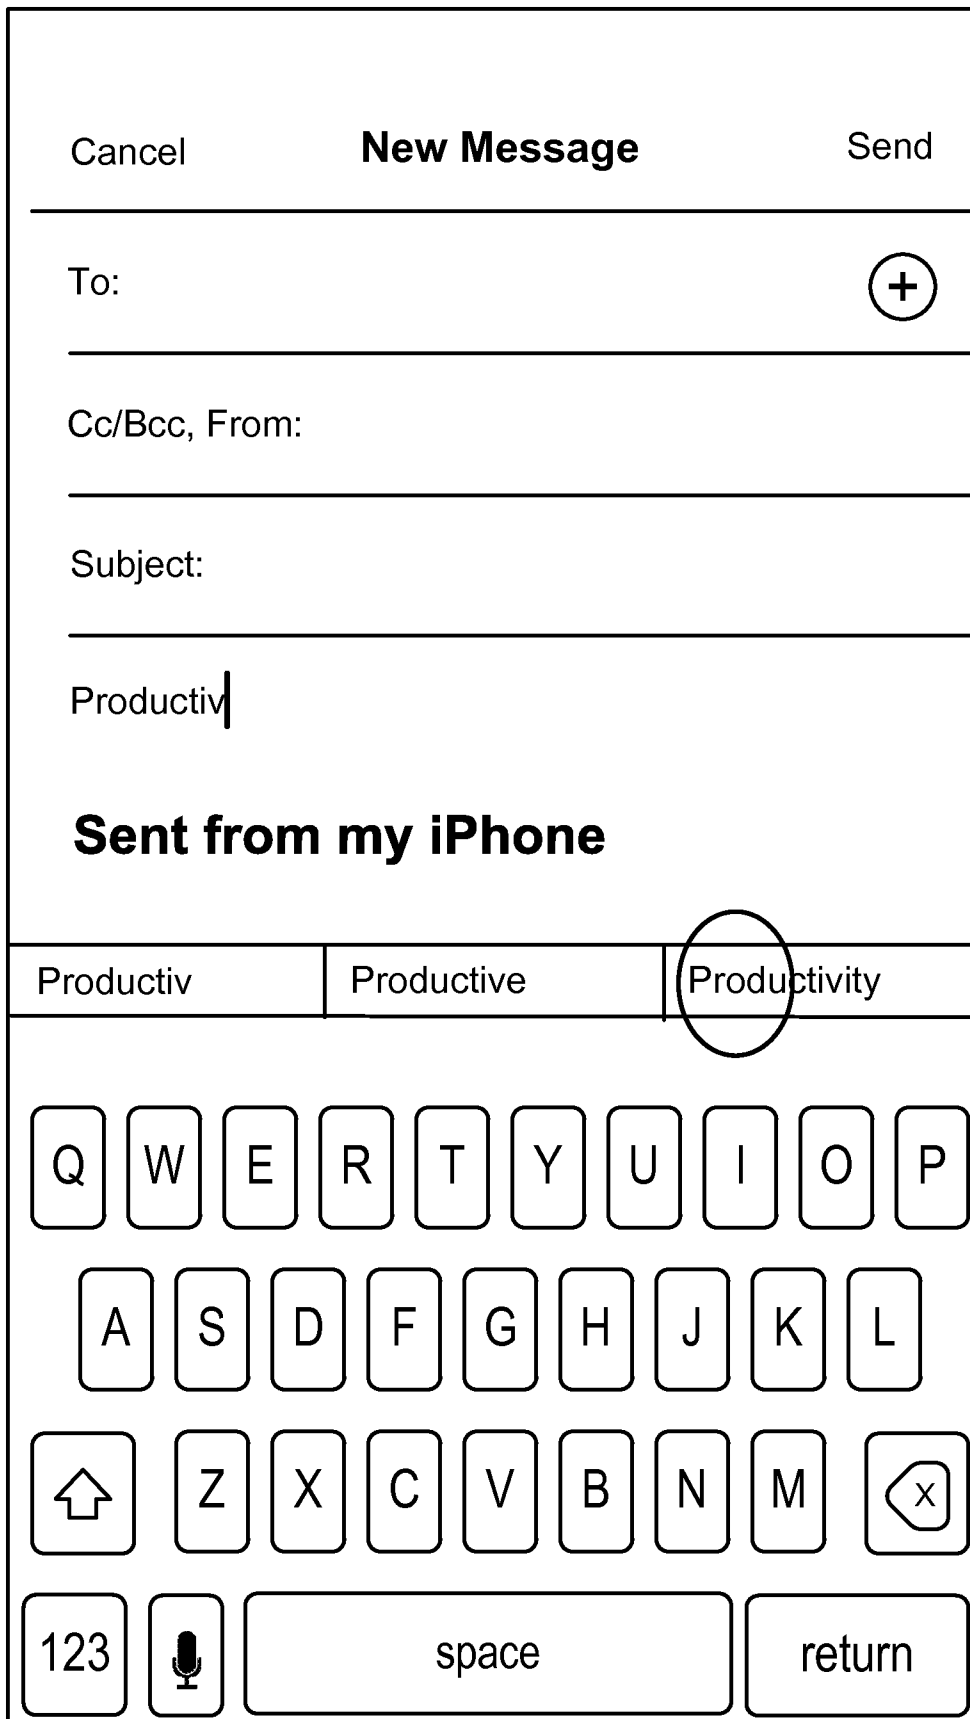 Cancel New Message Send
To: +
Cc/Bcc, From:
Subject:
Productiv
Sent from my iPhone
Productiv Productive Productivity
Q W E R T Y U I O P
A S D F G H J K L
Z X C V B N M X
123 space return